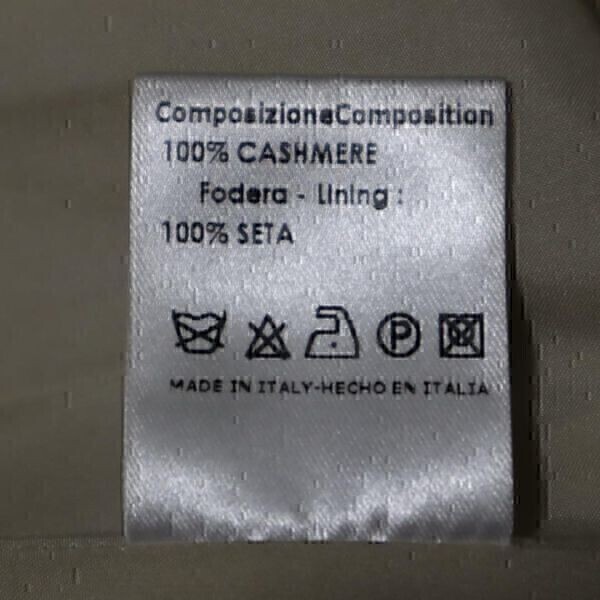 ComposizioneComposition
100% CASHMERE
Fodera - Lining :
100% SETA
P
MADE IN ITALY-HECHO EN ITALIA